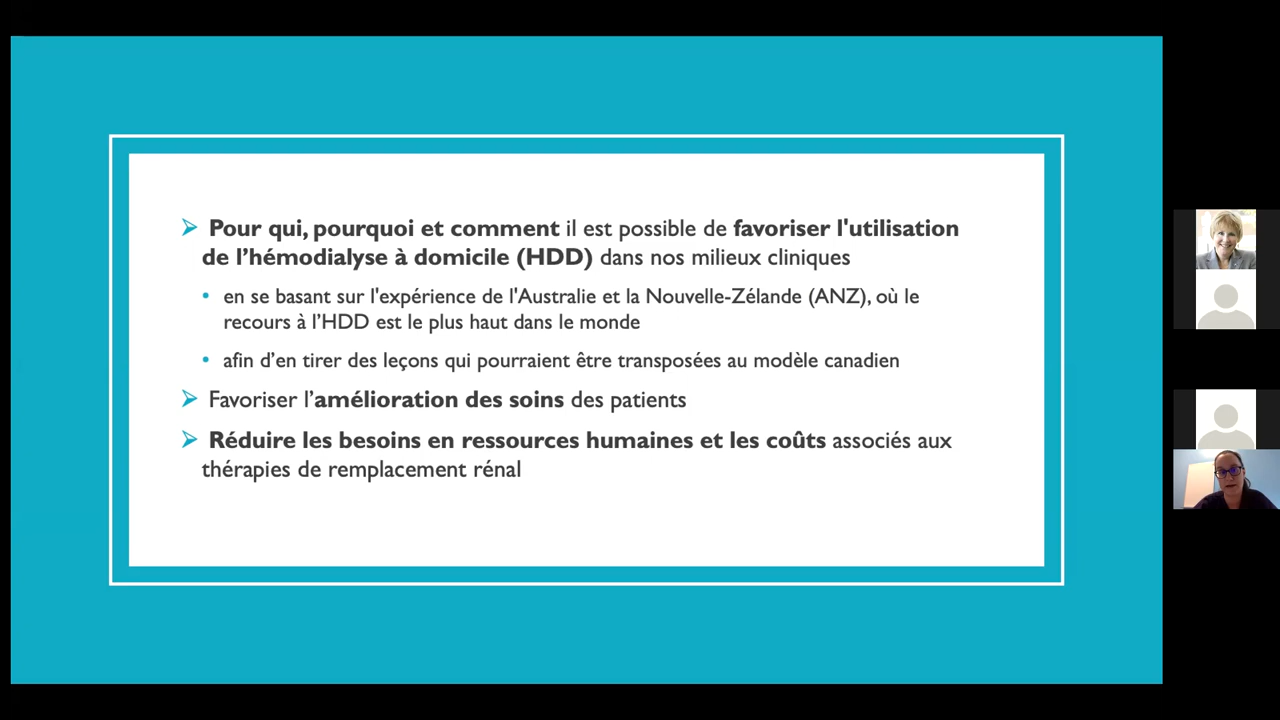 Pour qui, pourquoi et comment il est possible de favoriser l'utilisation
de l’hémodialyse à domicile (HDD) dans nos milieux cliniques
en se basant sur l'expérience de l'Australie et la Nouvelle-Zélande (ANZ), où le
recours à l’HDD est le plus haut dans le monde
afin d’en tirer des leçons qui pourraient être transposées au modèle canadien
Favoriser l’amélioration des soins des patients
Réduire les besoins en ressources humaines et les coûts associés aux
thérapies de remplacement rénal